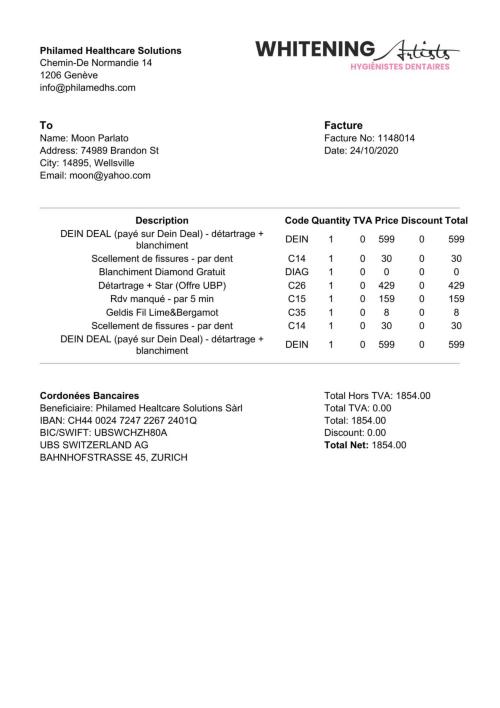 Philamed Healthcare Solutions
Chemin-De Normandie 14
1206 Genève
info@philamedhs.com
WHITENING Artists
HYGIÉNISTES DENTAIRES
To
Name: Moon Parlato
Address: 74989 Brandon St
City: 14895, Wellsville
Email: moon@yahoo.com
Facture
Facture No: 1148014
Date: 24/10/2020
Description Code Quantity TVA Price Discount Total
DEIN DEAL (payé sur Dein Deal) - détartrage +
blanchiment DEIN 1 0 599 0 599
Scellement de fissures - par dent C14 1 0 30 0 30
Blanchiment Diamond Gratuit DIAG 1 0 0 0 0
Détartrage + Star (Offre UBP) C26 1 0 429 0 429
Rdv manqué - par 5 min C15 1 0 159 0 159
Geldis Fil Lime&Bergamot C35 1 0 8 0 8
Scellement de fissures - par dent C14 1 0 30 0 30
DEIN DEAL (payé sur Dein Deal) - détartrage +
blanchiment DEIN 1 0 599 0 599
Cordonées Bancaires
Beneficiaire: Philamed Healtcare Solutions Sàrl
IBAN: CH44 0024 7247 2267 2401Q
BIC/SWIFT: UBSWCHZH80A
UBS SWITZERLAND AG
BAHNHOFSTRASSE 45, ZURICH
Total Hors TVA: 1854.00
Total TVA: 0.00
Total: 1854.00
Discount: 0.00
Total Net: 1854.00